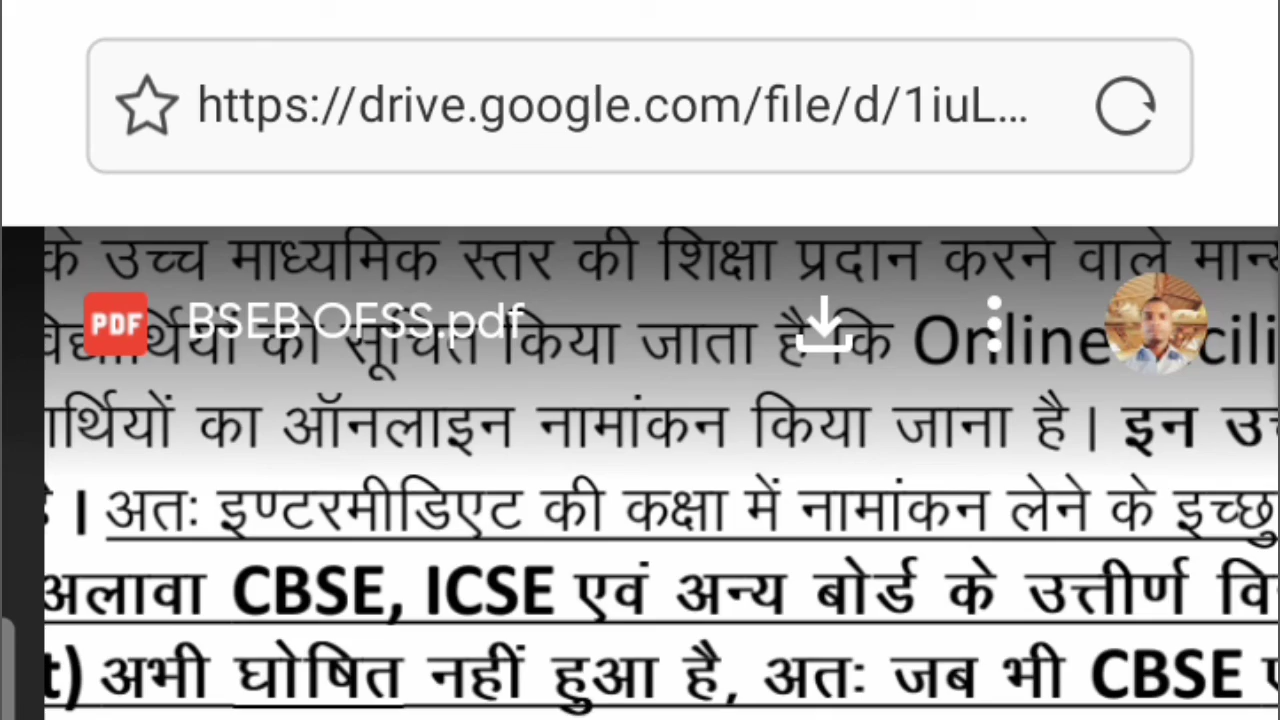 https://drive.google.com/file/d/1iuL...
के उच्च माध्यमिक स्तर की शिक्षा प्रदान करने वाले
PDF BSEB OFSS.pdf
को सूचित किया जाता है कि Online
का ऑनलाइन नामांकन किया जाना है। इन
। अतः इण्टरमीडिएट की कक्षा में नामांकन लेने के
अलावा CBSE, ICSE एवं अन्य बोर्ड के उत्तीर्ण
t) अभी घोषित नहीं हुआ है, अतः जब भी CBSE